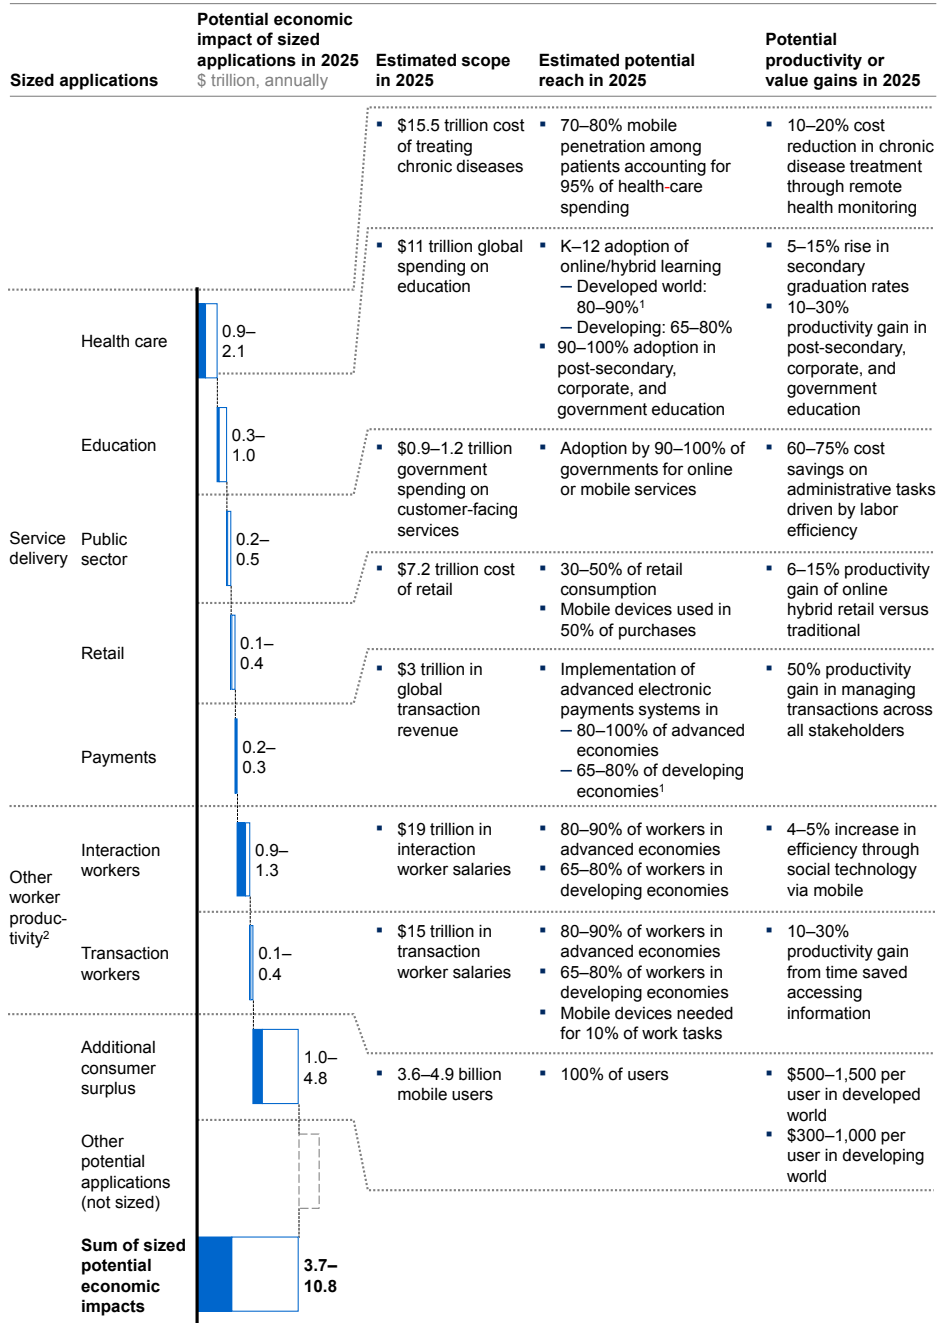 Sized applications
Potential economic
impact of sized
applications in 2025
$ trillion, annually
Estimated scope
in 2025
Estimated potential
reach in 2025
Potential
productivity or
value gains in 2025
Service
delivery
Health care
0.9–
2.1
▪ $15.5 trillion cost
of treating
chronic diseases
▪ 70–80% mobile
penetration among
patients accounting for
95% of health-care
spending
▪ 10–20% cost
reduction in chronic
disease treatment
through remote
health monitoring
Education
0.3–
1.0
▪ $11 trillion global
spending on
education
▪ K–12 adoption of
online/hybrid learning
– Developed world:
80–90%¹
– Developing: 65–80%
▪ 90–100% adoption in
post-secondary,
corporate, and
government education
▪ 5–15% rise in
secondary
graduation rates
▪ 10–30%
productivity gain in
post-secondary,
corporate, and
government
education
Public
sector
0.2–
0.5
▪ $0.9–1.2 trillion
government
spending on
customer-facing
services
▪ Adoption by 90–100% of
governments for online
or mobile services
▪ 60–75% cost
savings on
administrative tasks
driven by labor
efficiency
Retail
0.1–
0.4
▪ $7.2 trillion cost
of retail
▪ 30–50% of retail
consumption
▪ Mobile devices used in
50% of purchases
▪ 6–15% productivity
gain of online
hybrid retail versus
traditional
Payments
0.2–
0.3
▪ $3 trillion in
global
transaction
revenue
▪ Implementation of
advanced electronic
payments systems in
– 80–100% of advanced
economies
– 65–80% of developing
economies¹
▪ 50% productivity
gain in managing
transactions across
all stakeholders
Other
worker
produc-
tivity²
Interaction
workers
0.9–
1.3
▪ $19 trillion in
interaction
worker salaries
▪ 80–90% of workers in
advanced economies
▪ 65–80% of workers in
developing economies
▪ 4–5% increase in
efficiency through
social technology
via mobile
Transaction
workers
0.1–
0.4
▪ $15 trillion in
transaction
worker salaries
▪ 80–90% of workers in
advanced economies
▪ 65–80% of workers in
developing economies
▪ Mobile devices needed
for 10% of work tasks
▪ 10–30%
productivity gain
from time saved
accessing
information
Additional
consumer
surplus
1.0–
4.8
▪ 3.6–4.9 billion
mobile users
▪ 100% of users
▪ $500–1,500 per
user in developed
world
▪ $300–1,000 per
user in developing
world
Other
potential
applications
(not sized)
Sum of sized
potential
economic
impacts
3.7–
10.8